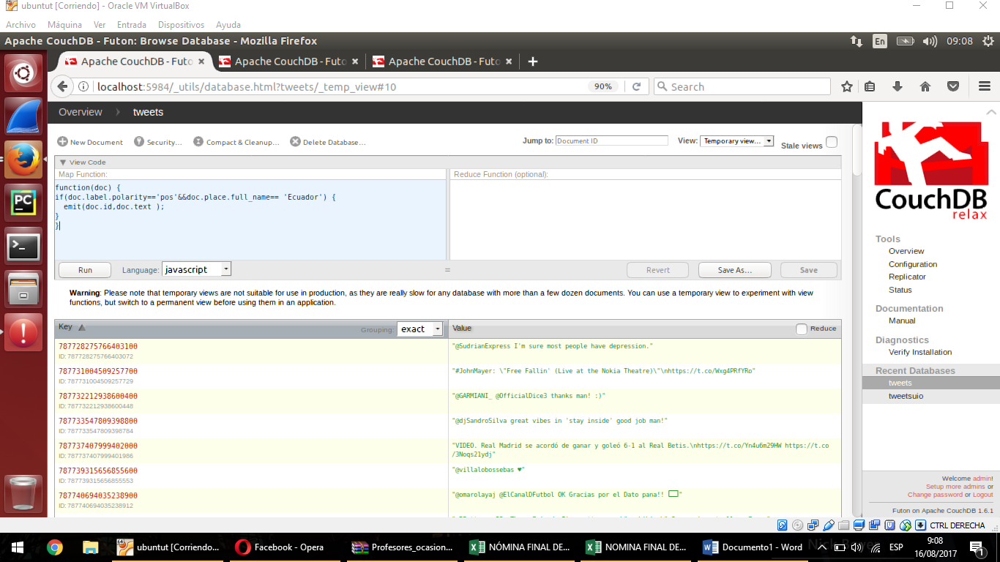 ubuntut [Corriendo] - Oracle VM VirtualBox
Archivo Máquina Ver Entrada Dispositivos Ayuda
Apache CouchDB - Futon: Browse Database - Mozilla Firefox
En
09:08
Apache CouchDB - Futo
Apache CouchDB - Futo
Apache CouchDB - Futo
localhost:5984/_utils/database.html?tweets/_temp_view#10
90%
Search
Overview
tweets
New Document
Security…
Compact & Cleanup…
Delete Database…
Jump to: Document ID
View: Temporary view…
Stale views
View Code
Map Function:
Reduce Function (optional):
function(doc) {
if(doc.label.polarity=='pos'&&doc.place.full_name== 'Ecuador') {
emit(doc.id,doc.text );
}
}
Run
Language: javascript
=
Revert
Save As…
Save
Warning: Please note that temporary views are not suitable for use in production, as they are really slow for any database with more than a few dozen documents. You can use a temporary view to experiment with view
functions, but switch to a permanent view before using them in an application.
Key
Grouping: exact
Value
Reduce
787728275766403100
ID: 787728275766403072
"@SudrianExpress I'm sure most people have depression."
787731004509257700
ID: 787731004509257729
"#JohnMayer: \"Free Fallin' (Live at the Nokia Theatre)\"\nhttps://t.co/Wxg4PRfYRo"
787732212938600400
ID: 787732212938600448
"@GARMIANI_ @OfficialDice3 thanks man! :)"
787733547809398800
ID: 787733547809398784
"@djSandroSilva great vibes in 'stay inside' good job man!"
787737407999402000
ID: 787737407999401986
"VIDEO. Real Madrid se acordó de ganar y goleó 6-1 al Real Betis.\nhttps://t.co/Yn4u6m29HW https://t.co
/3Noqs21ydj"
787739315656855600
ID: 787739315656855553
"@villalobossebas ♥"
787740694035238900
ID: 787740694035238912
"@omarolayaj @ElCanalDFutbol OK Gracias por el Dato pana!! "
CouchDB
relax
Tools
Overview
Configuration
Replicator
Status
Documentation
Manual
Diagnostics
Verify Installation
Recent Databases
tweets
tweetsuio
Welcome admin!
Setup more admins or
Change password or Logout
Futon on Apache CouchDB 1.6.1
PC
CTRL DERECHA
ubuntut [Corriendo...
Facebook - Opera
Profesores_ocasion...
NÓMINA FINAL DE...
NOMINA FINAL DE...
Documento1 - Word
ESP
9:08
16/08/2017
1